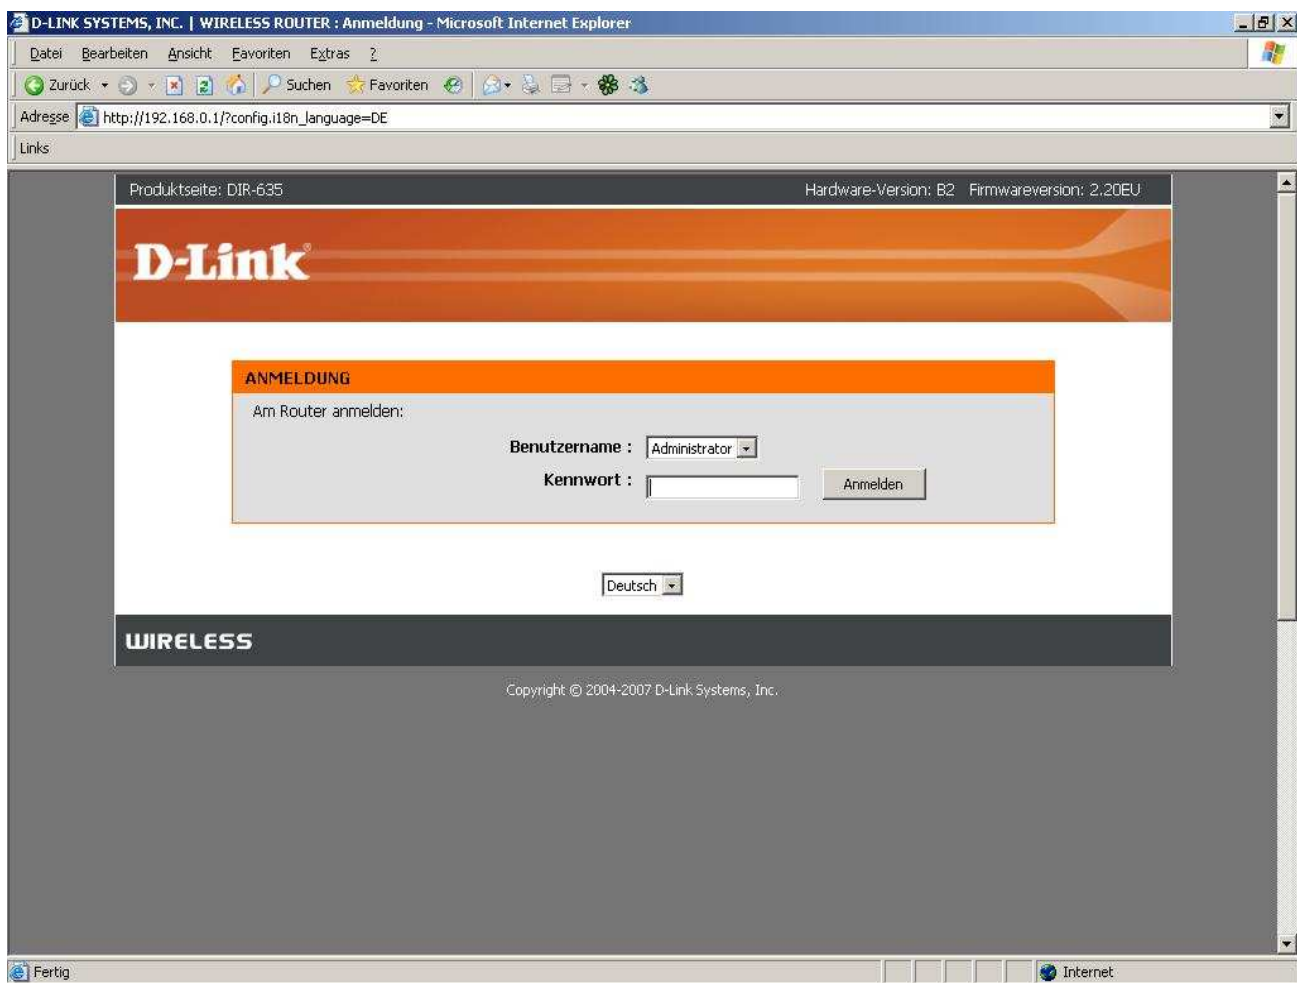 D-LINK SYSTEMS, INC. | WIRELESS ROUTER : Anmeldung - Microsoft Internet Explorer
Datei Bearbeiten Ansicht Favoriten Extras ?
Zurück Suchen Favoriten
Adresse http://192.168.0.1/?config.i18n_language=DE
Links
Produktseite: DIR-635 Hardware-Version: B2 Firmwareversion: 2.20EU
D-Link®
ANMELDUNG
Am Router anmelden:
Benutzername : Administrator
Kennwort : Anmelden
Deutsch
WIRELESS
Copyright © 2004-2007 D-Link Systems, Inc.
Fertig Internet